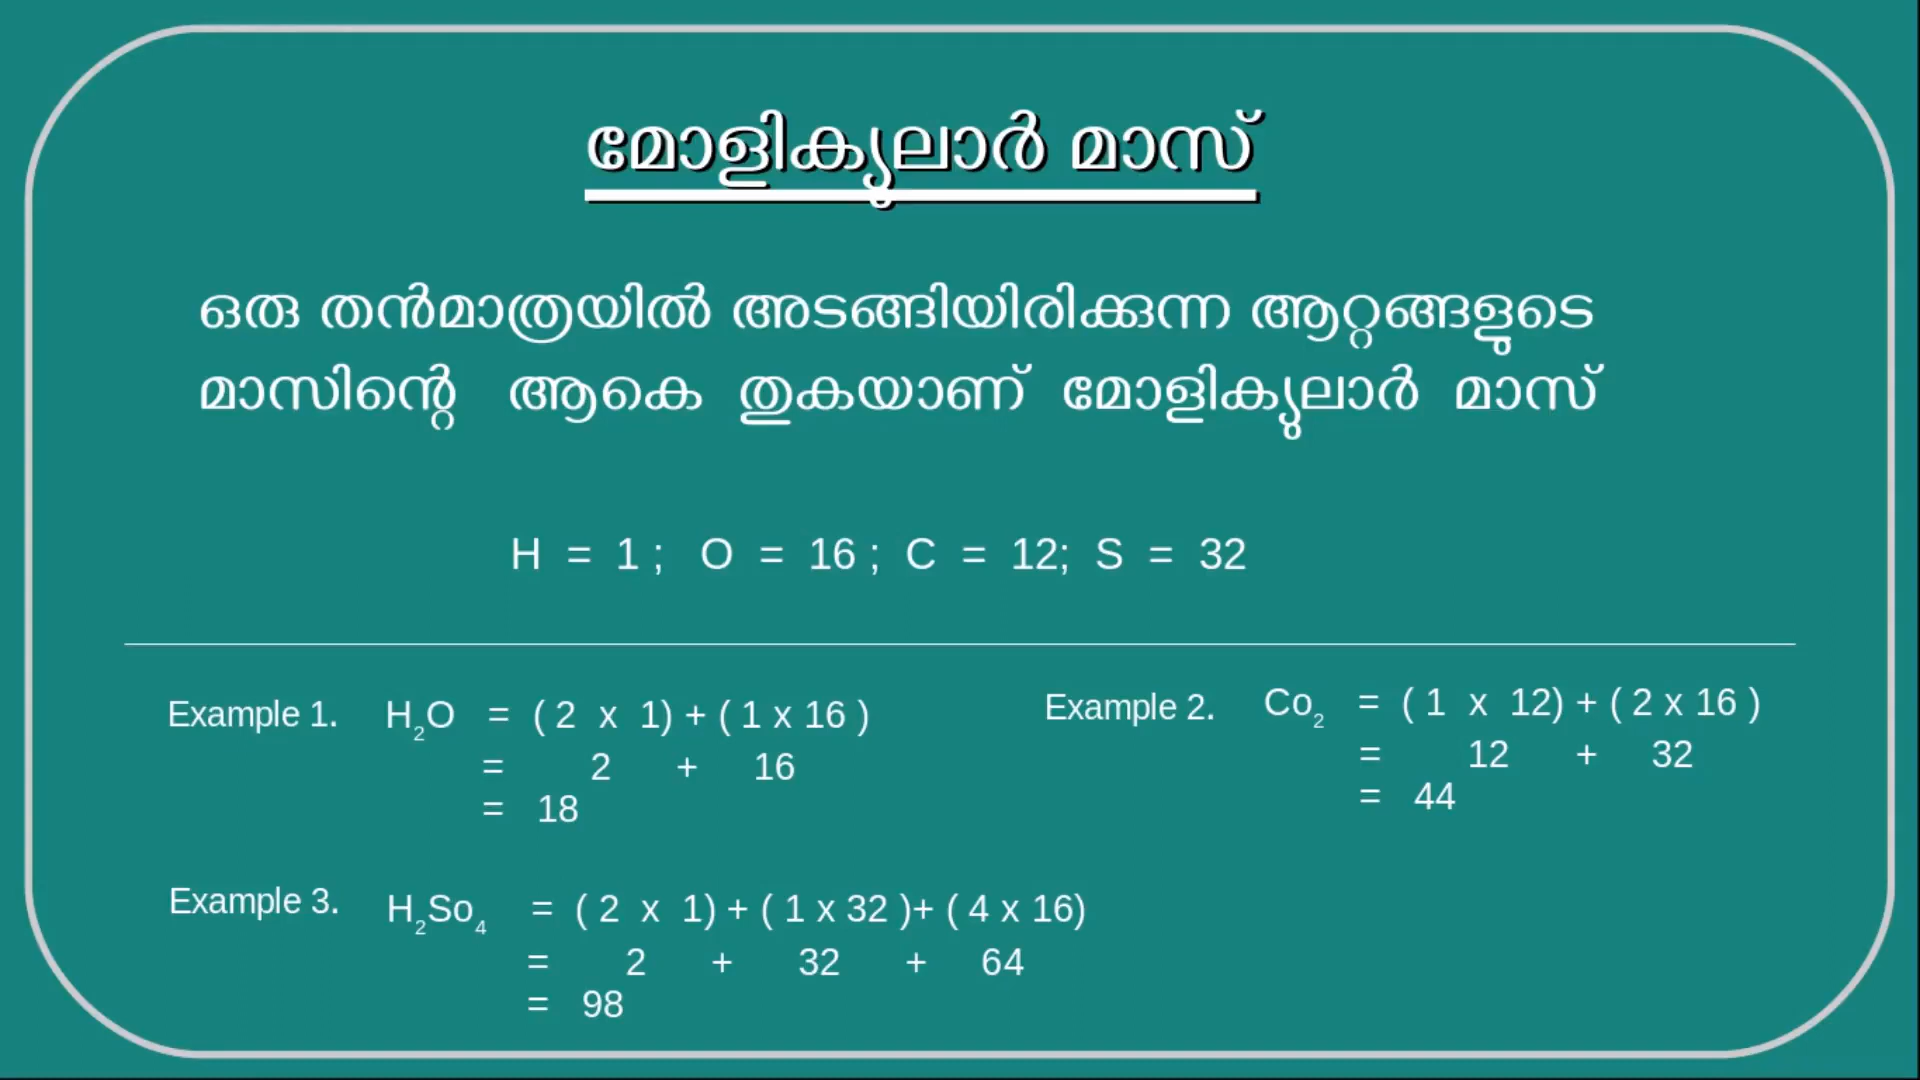 മോളിക്യുലാർ മാസ്
ഒരു തൻമാത്രയിൽ അടങ്ങിയിരിക്കുന്ന ആറ്റങ്ങളുടെ
മാസിന്റെ ആകെ തുകയാണ് മോളിക്യുലാർ മാസ്
H = 1 ; O = 16 ; C = 12; S = 32
Example 1. H₂O = ( 2 x 1) + ( 1 x 16 )
= 2 + 16
= 18
Example 2. Co₂ = ( 1 x 12) + ( 2 x 16 )
= 12 + 32
= 44
Example 3. H₂So₄ = ( 2 x 1) + ( 1 x 32 )+ ( 4 x 16)
= 2 + 32 + 64
= 98